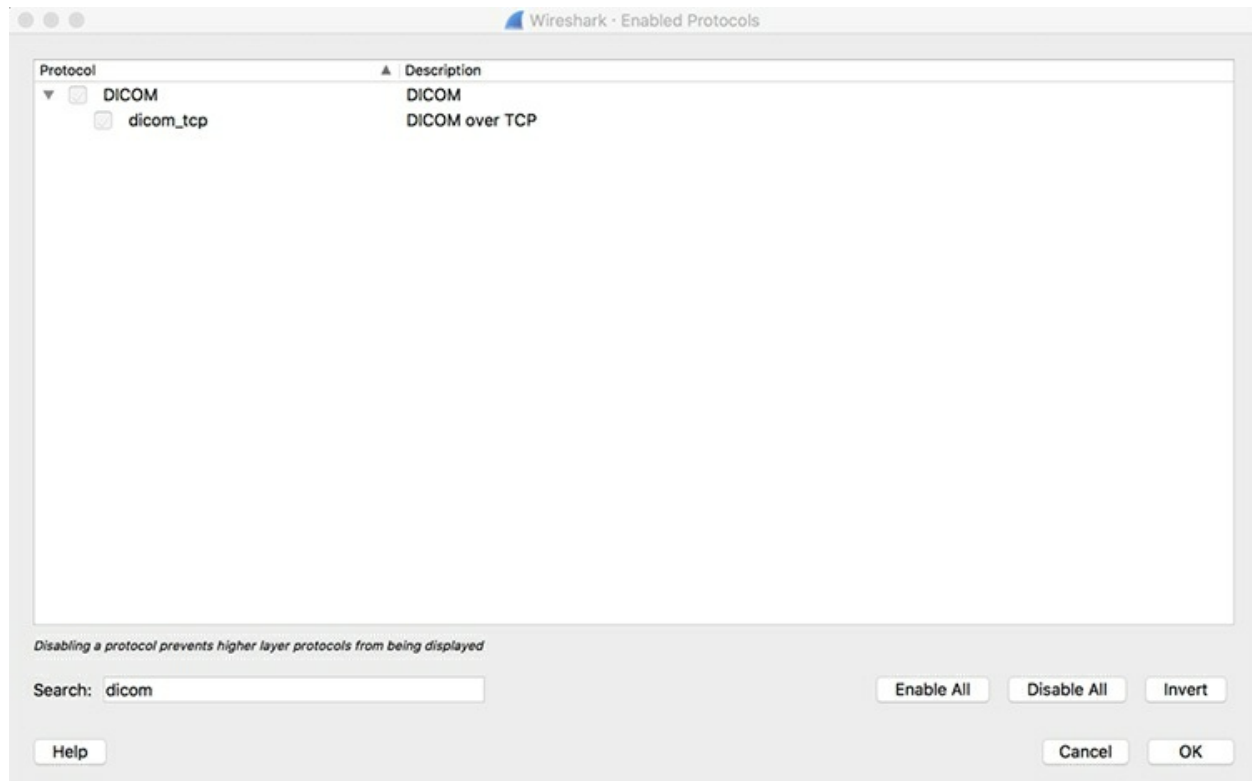 Wireshark · Enabled Protocols
Protocol Description
DICOM DICOM
dicom_tcp DICOM over TCP
Disabling a protocol prevents higher layer protocols from being displayed
Search: dicom Enable All Disable All Invert
Help Cancel OK